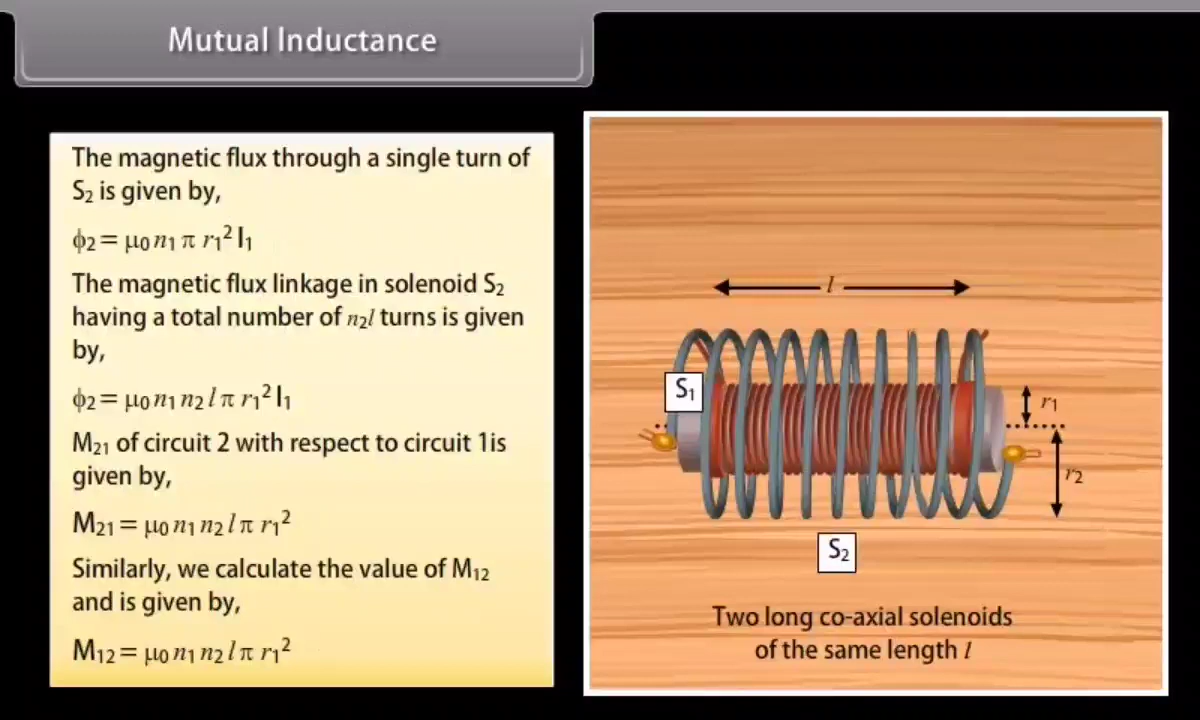 Mutual Inductance
The magnetic flux through a single turn of
S₂ is given by,
ϕ₂ = μ₀ n₁ π r₁² I₁
The magnetic flux linkage in solenoid S₂
having a total number of n₂l turns is given
by,
ϕ₂ = μ₀ n₁ n₂ l π r₁² I₁
M₂₁ of circuit 2 with respect to circuit 1is
given by,
M₂₁ = μ₀ n₁ n₂ l π r₁²
Similarly, we calculate the value of M₁₂
and is given by,
M₁₂ = μ₀ n₁ n₂ l π r₁²
l
S₁
r₁
r₂
S₂
Two long co-axial solenoids
of the same length l